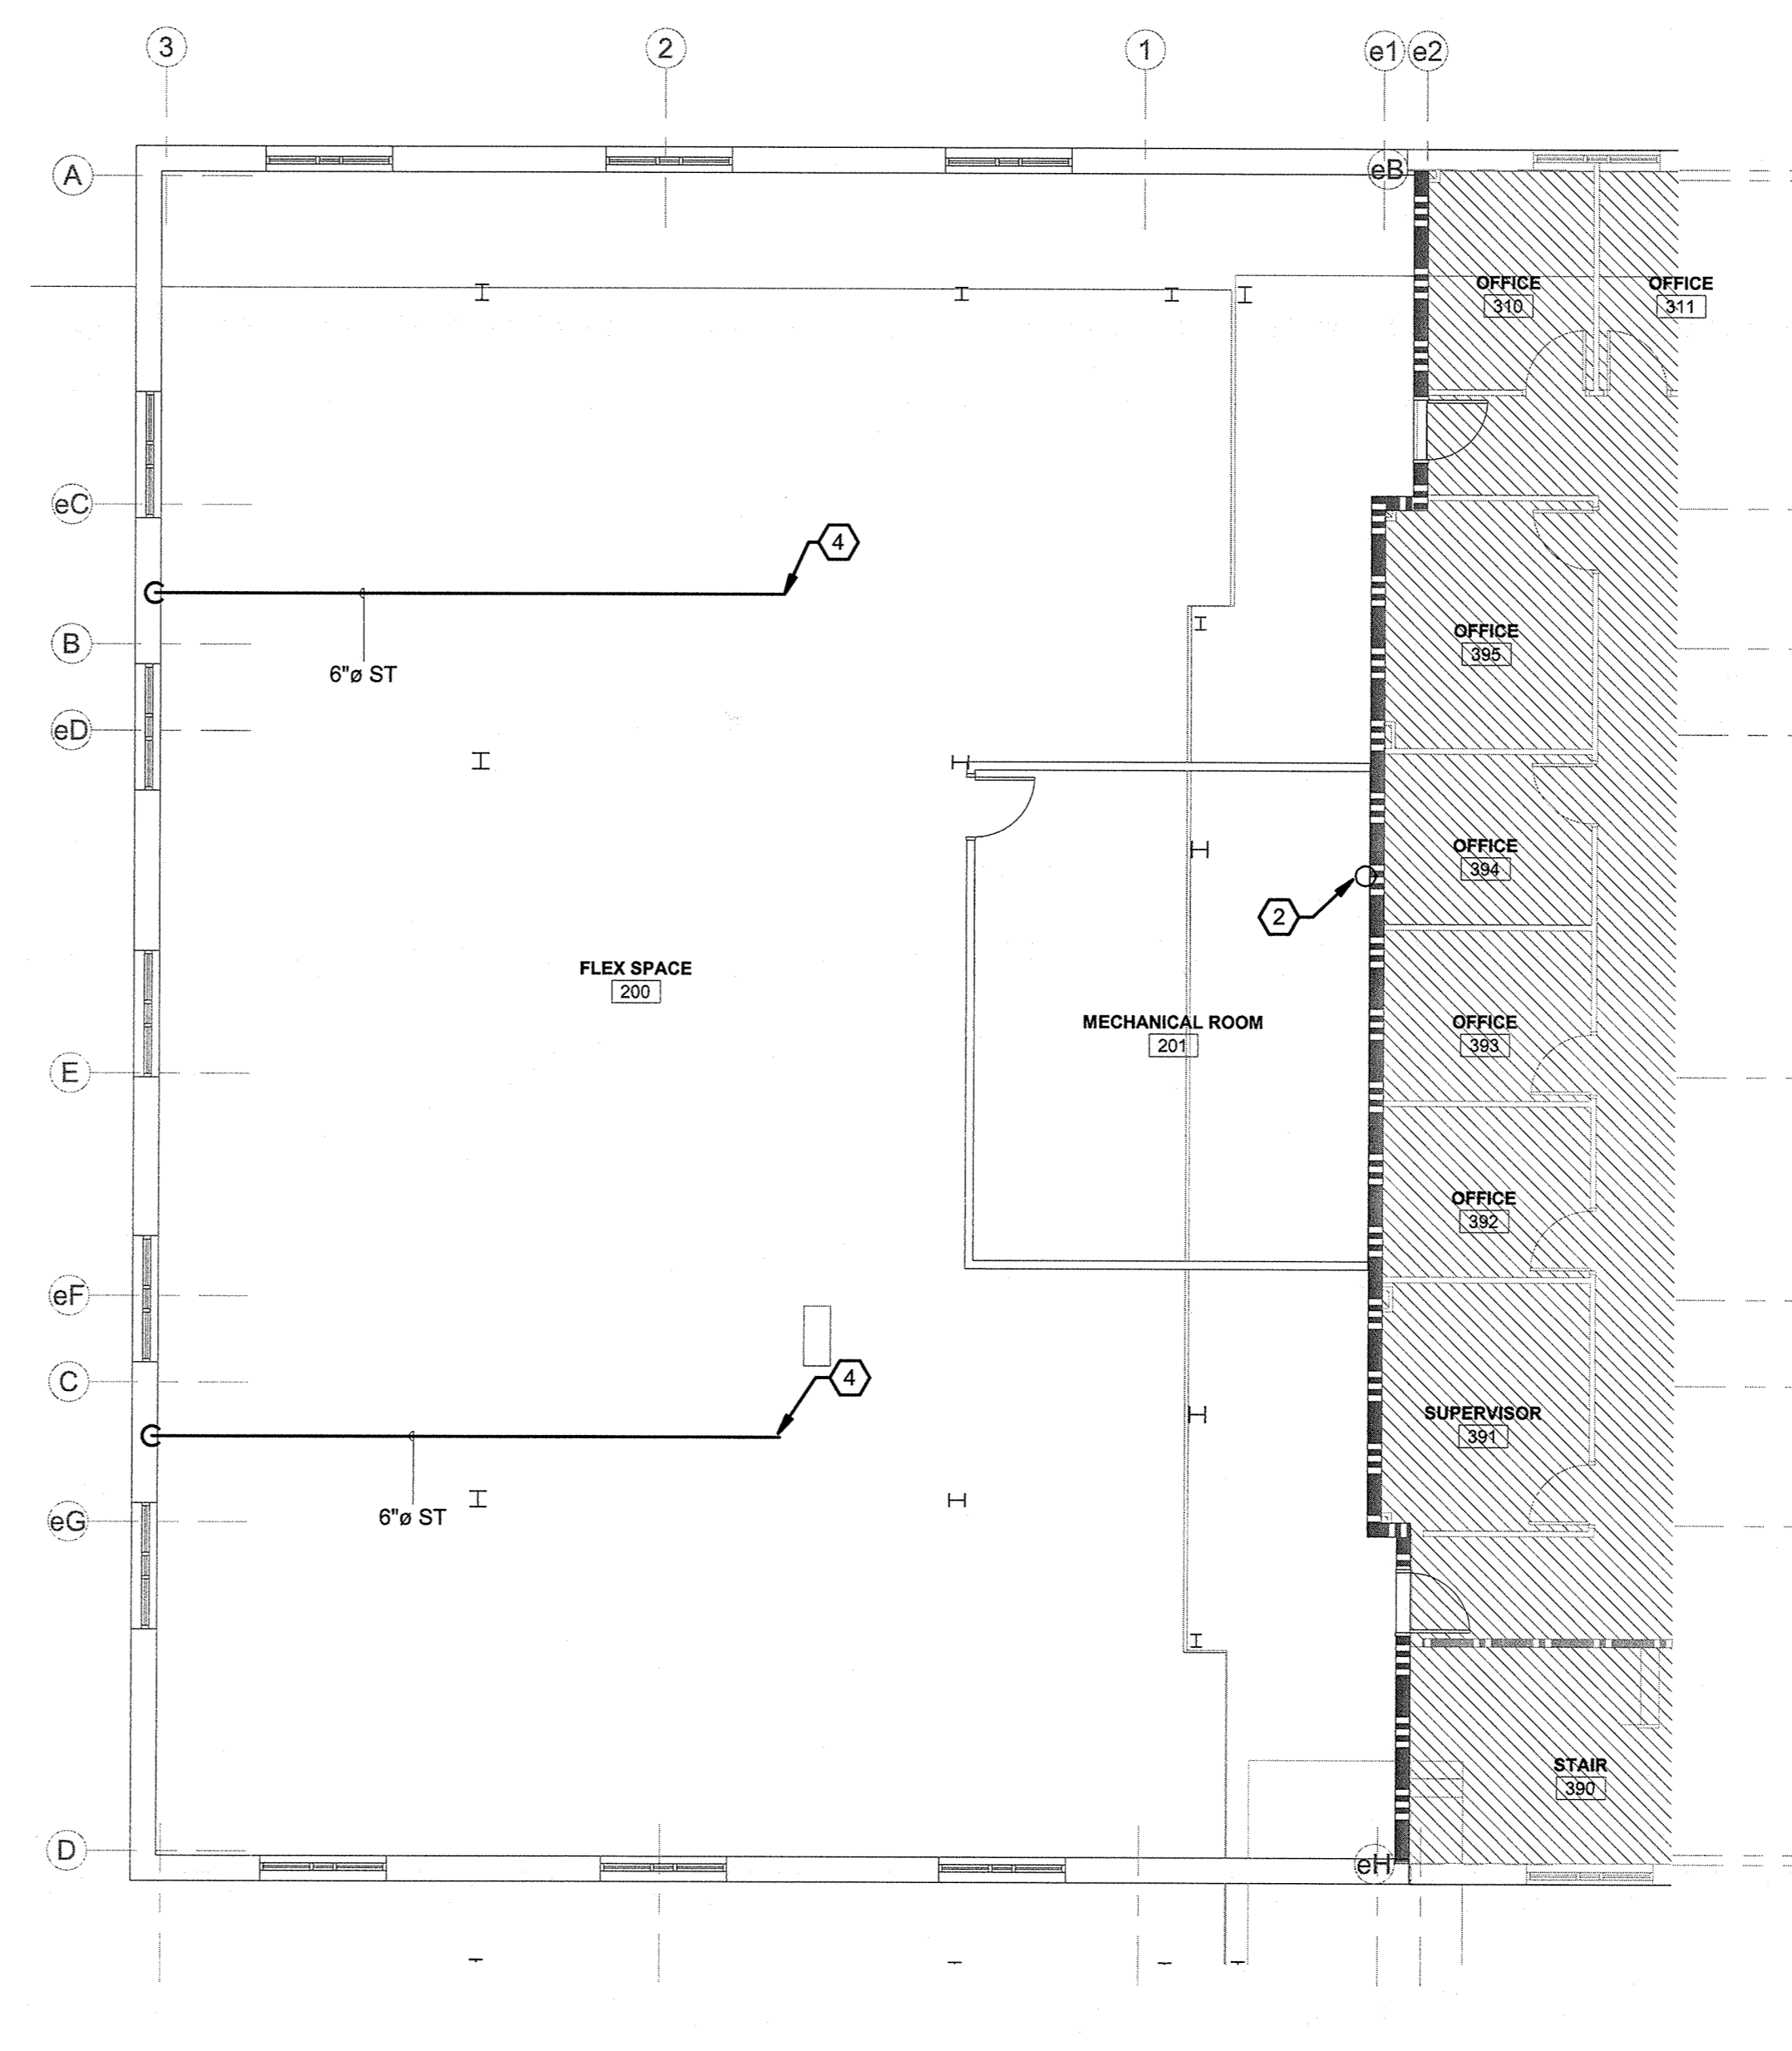 3
2
1
e1
e2
A
eB
OFFICE
310
OFFICE
311
eC
4
B
6"ø ST
OFFICE
395
eD
OFFICE
394
2
FLEX SPACE
200
MECHANICAL ROOM
201
OFFICE
393
E
OFFICE
392
eF
C
4
SUPERVISOR
391
6"ø ST
eG
STAIR
390
D
eH